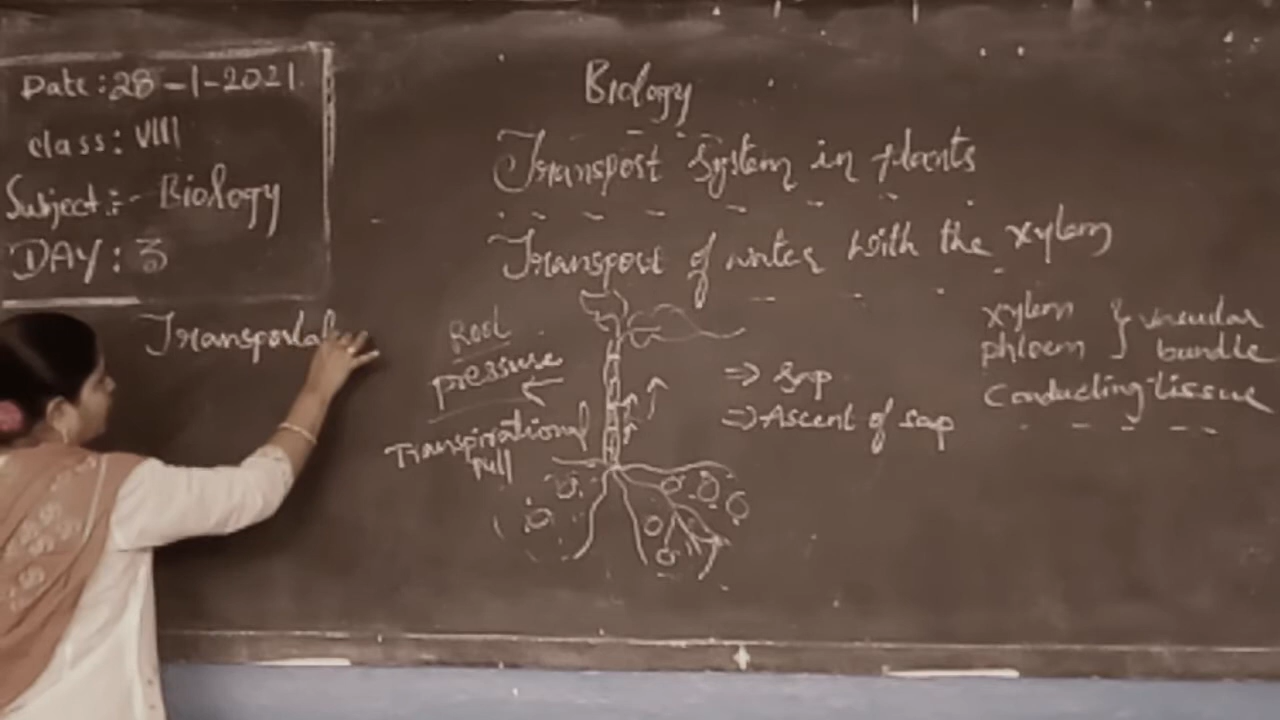 Date : 28-1-2021
class : VIII
Subject :- Biology
DAY : 3
Transporta
Biology
Transport system in plants
Transport of water with the xylem
Root
pressure
Transpirational
pull
⇒ sap
⇒ Ascent of sap
xylem } vascular
phloem bundle
Conducting tissue